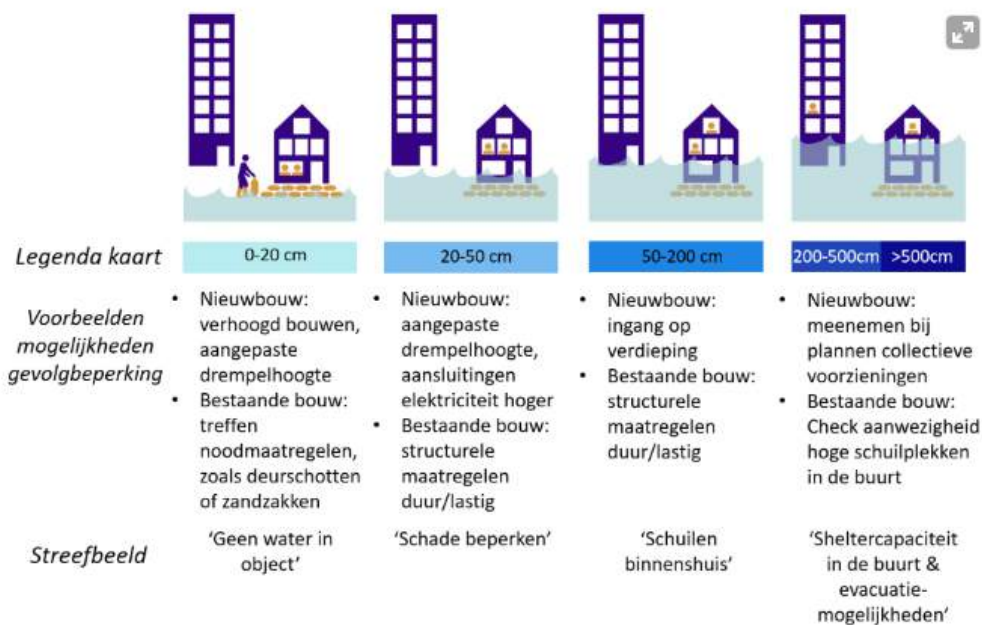 Legenda kaart
0-20 cm
20-50 cm
50-200 cm
200-500cm
>500cm
Voorbeelden
mogelijkheden
gevolgbeperking
• Nieuwbouw:
verhoogd bouwen,
aangepaste
drempelhoogte
• Bestaande bouw:
treffen
noodmaatregelen,
zoals deurschotten
of zandzakken
• Nieuwbouw:
aangepaste
drempelhoogte,
aansluitingen
elektriciteit hoger
• Bestaande bouw:
structurele
maatregelen
duur/lastig
• Nieuwbouw:
ingang op
verdieping
• Bestaande bouw:
structurele
maatregelen
duur/lastig
• Nieuwbouw:
meenemen bij
plannen collectieve
voorzieningen
• Bestaande bouw:
Check aanwezigheid
hoge schuilplekken
in de buurt
Streefbeeld
‘Geen water in
object’
‘Schade beperken’
‘Schuilen
binnenshuis’
‘Sheltercapaciteit
in de buurt &
evacuatie-
mogelijkheden‘